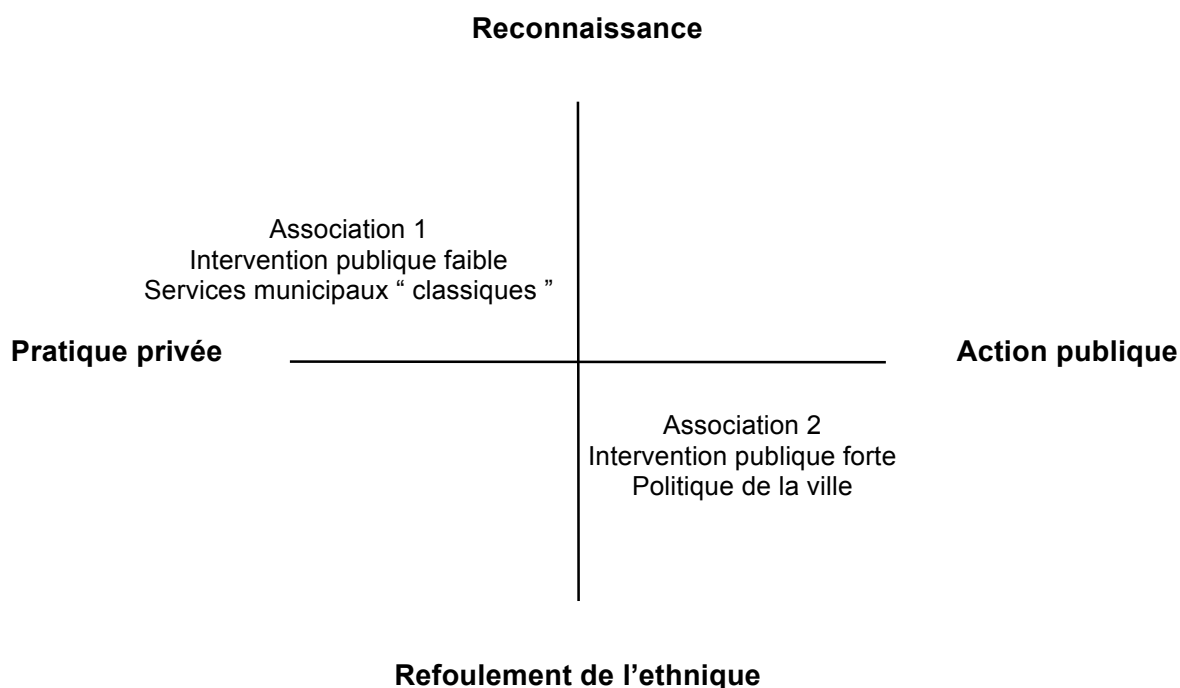 Reconnaissance
Association 1
Intervention publique faible
Services municipaux “ classiques ”
Pratique privée
Action publique
Association 2
Intervention publique forte
Politique de la ville
Refoulement de l’ethnique